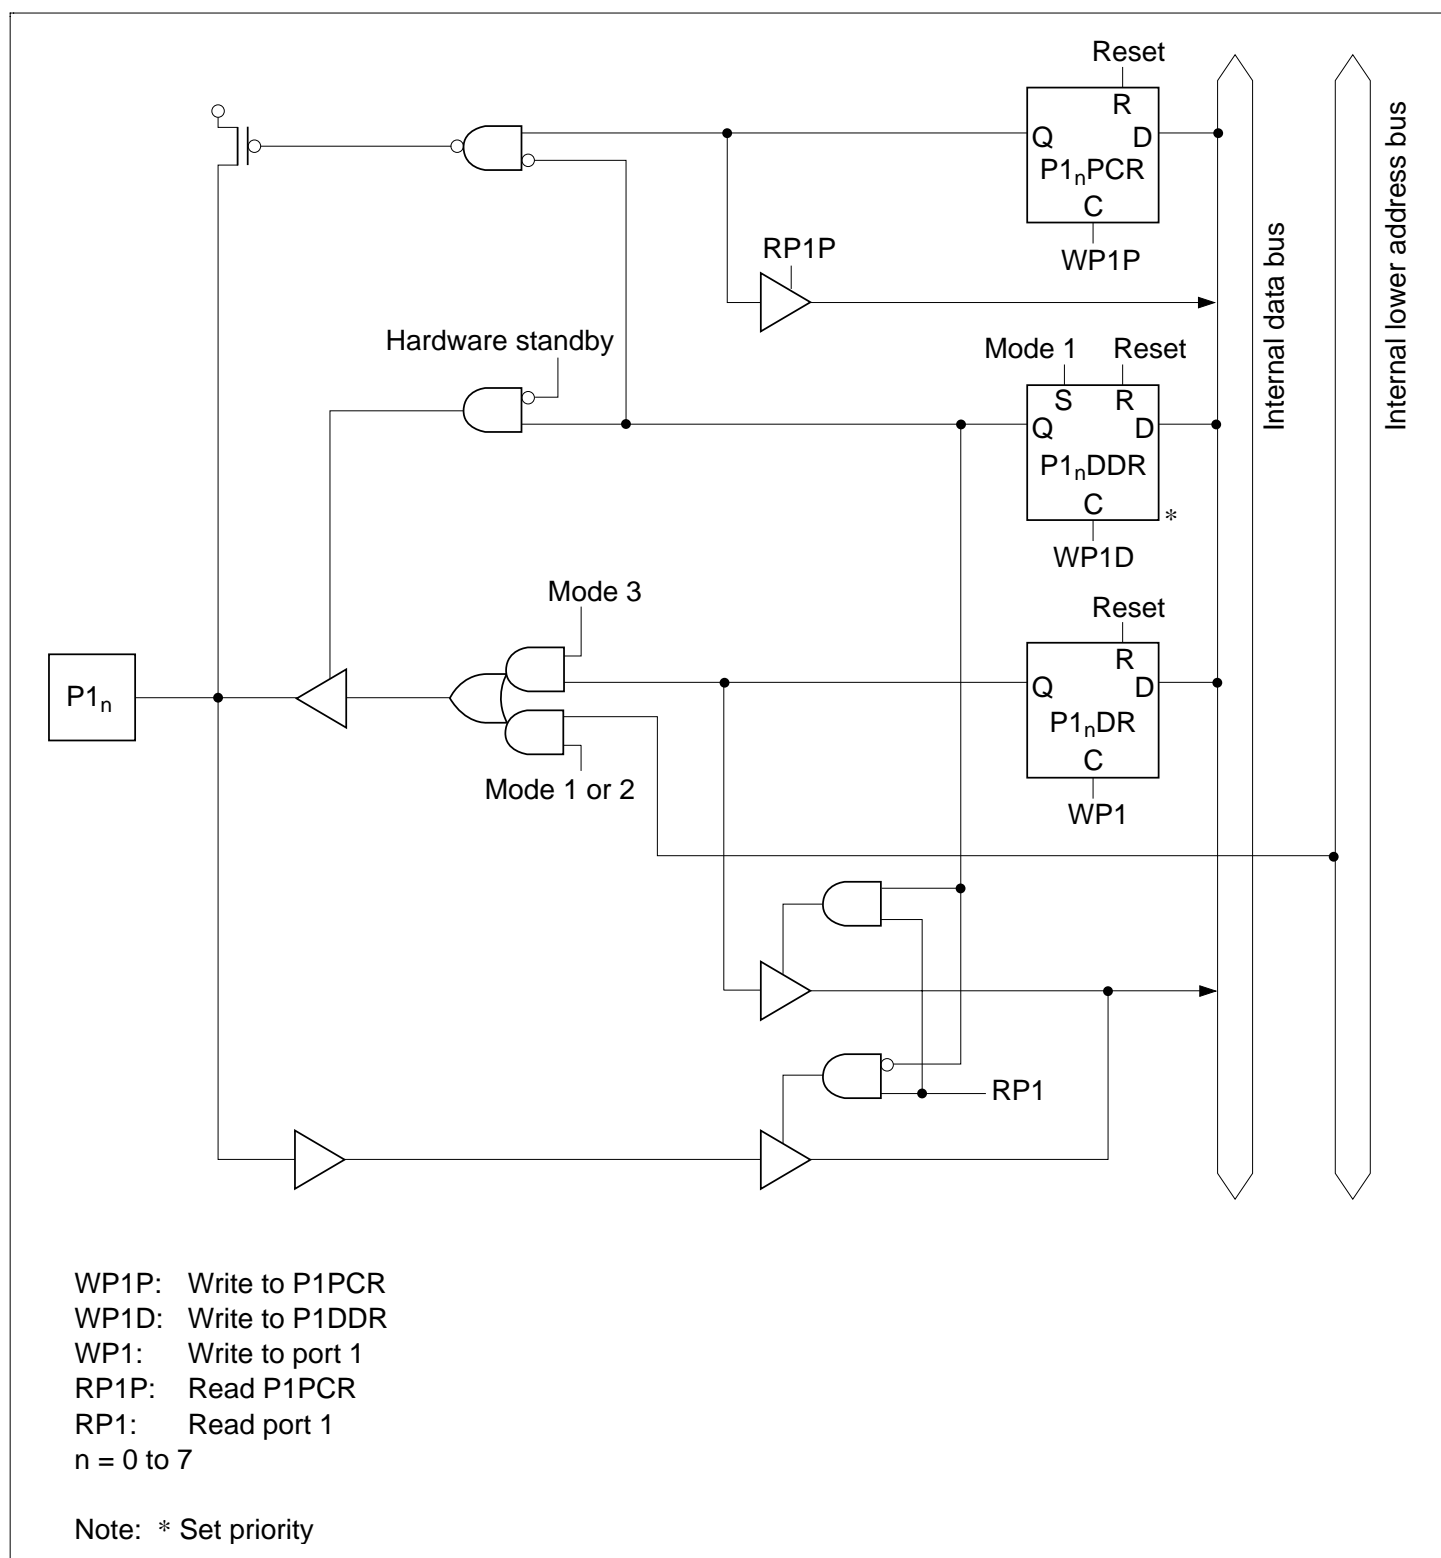 Reset
R
Q D
P1nPCR
C
WP1P
RP1P
Hardware standby
Mode 1 Reset
S R
Q D
P1nDDR
C
*
WP1D
Mode 3
Reset
R
Q D
P1nDR
C
WP1
P1n
Mode 1 or 2
RP1
Internal data bus
Internal lower address bus
WP1P: Write to P1PCR
WP1D: Write to P1DDR
WP1: Write to port 1
RP1P: Read P1PCR
RP1: Read port 1
n = 0 to 7
Note: * Set priority